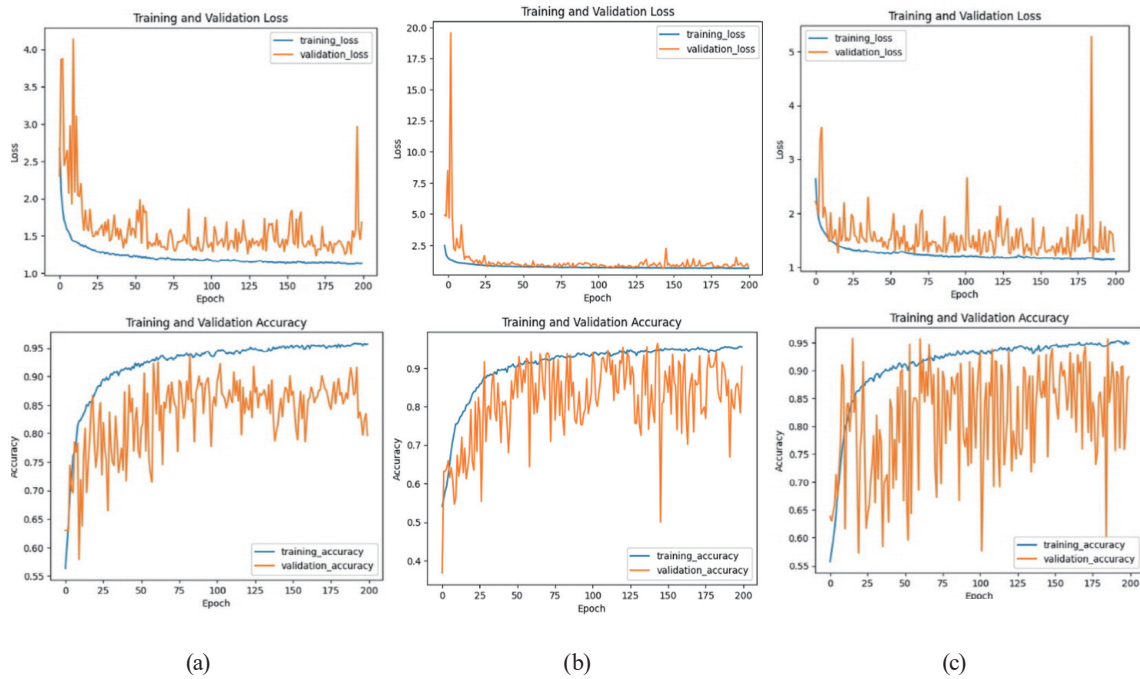 Training and Validation Loss
training_loss
validation_loss
4.0
3.5
3.0
2.5
2.0
1.5
1.0
Loss
0 25 50 75 100 125 150 175 200
Epoch
Training and Validation Loss
training_loss
validation_loss
20.0
17.5
15.0
12.5
10.0
7.5
5.0
2.5
Loss
0 25 50 75 100 125 150 175 200
Epoch
Training and Validation Loss
training_loss
validation_loss
5
4
3
2
1
Loss
0 25 50 75 100 125 150 175 200
Epoch
Training and Validation Accuracy
0.95
0.90
0.85
0.80
0.75
0.70
0.65
0.60
0.55
Accuracy
training_accuracy
validation_accuracy
0 25 50 75 100 125 150 175 200
Epoch
Training and Validation Accuracy
0.9
0.8
0.7
0.6
0.5
0.4
Accuracy
training_accuracy
validation_accuracy
0 25 50 75 100 125 150 175 200
Epoch
Training and Validation Accuracy
0.95
0.90
0.85
0.80
0.75
0.70
0.65
0.60
0.55
Accuracy
training_accuracy
validation_accuracy
0 25 50 75 100 125 150 175 200
Epoch
(a) (b) (c)